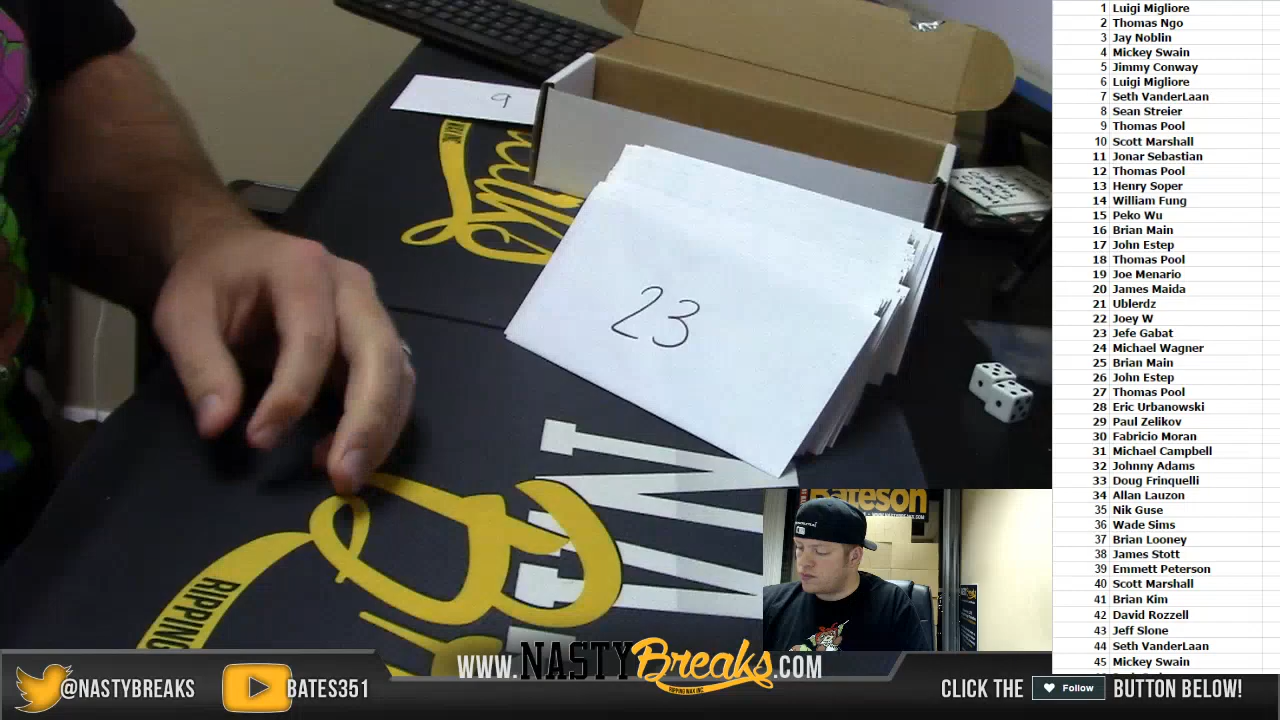 1 Luigi Migliore
2 Thomas Ngo
3 Jay Noblin
4 Mickey Swain
5 Jimmy Conway
6 Luigi Migliore
7 Seth VanderLaan
8 Sean Streier
9 Thomas Pool
10 Scott Marshall
11 Jonar Sebastian
12 Thomas Pool
13 Henry Soper
14 William Fung
15 Peko Wu
16 Brian Main
17 John Estep
18 Thomas Pool
19 Joe Menario
20 James Maida
21 Ublerdz
22 Joey W
23 Jefe Gabat
24 Michael Wagner
25 Brian Main
26 John Estep
27 Thomas Pool
28 Eric Urbanowski
29 Paul Zelikov
30 Fabricio Moran
31 Michael Campbell
32 Johnny Adams
33 Doug Frinquelli
34 Allan Lauzon
35 Nik Guse
36 Wade Sims
37 Brian Looney
38 James Stott
39 Emmett Peterson
40 Scott Marshall
41 Brian Kim
42 David Rozzell
43 Jeff Slone
44 Seth VanderLaan
45 Mickey Swain
9
23
RIPPING
Bateson
@NASTYBREAKS
BATES351
WWW.NASTYBreaks.COM
RIPPING WAX INC
CLICK THE Follow BUTTON BELOW!